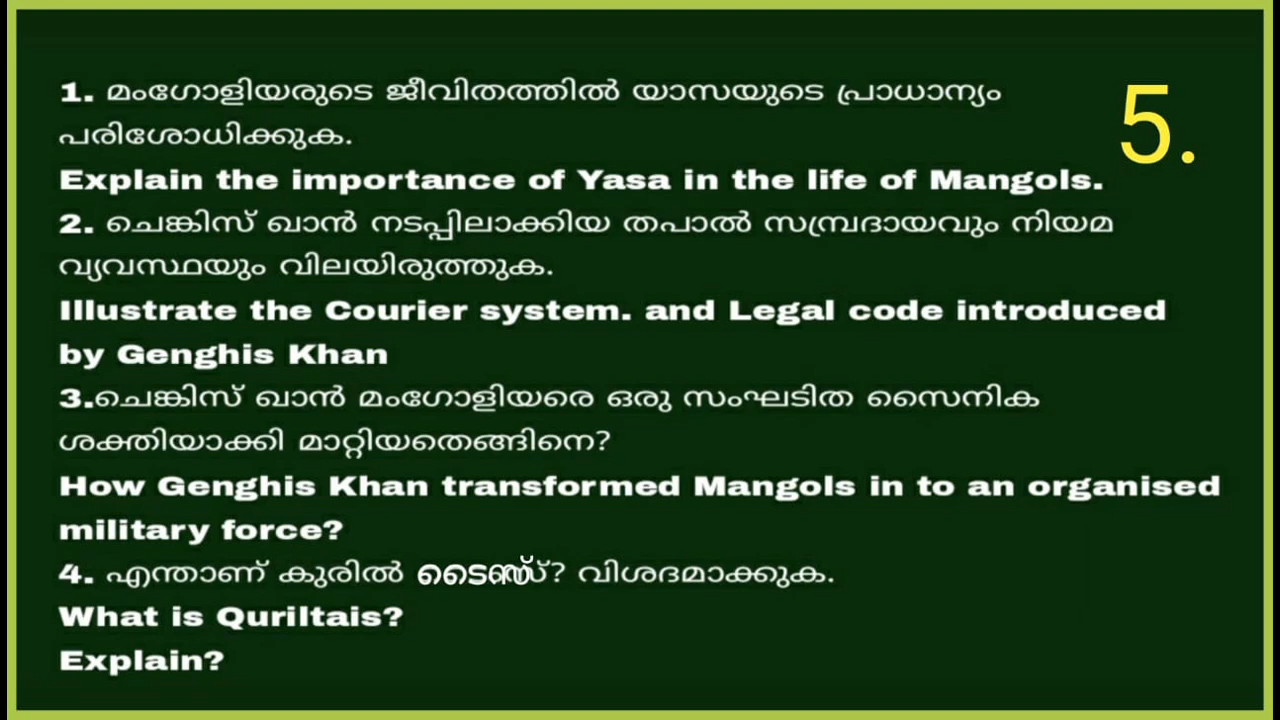 1. മംഗോളിയരുടെ ജീവിതത്തിൽ യാസയുടെ പ്രാധാന്യം
പരിശോധിക്കുക.
5.
Explain the importance of Yasa in the life of Mangols.
2. ചെങ്കിസ് ഖാൻ നടപ്പിലാക്കിയ തപാൽ സമ്പ്രദായവും നിയമ
വ്യവസ്ഥയും വിലയിരുത്തുക.
Illustrate the Courier system. and Legal code introduced
by Genghis Khan
3.ചെങ്കിസ് ഖാൻ മംഗോളിയരെ ഒരു സംഘടിത സൈനിക
ശക്തിയാക്കി മാറ്റിയതെങ്ങിനെ?
How Genghis Khan transformed Mangols in to an organised
military force?
4. എന്താണ് കുരിൽ ടൈസ്? വിശദമാക്കുക.
What is Quriltais?
Explain?